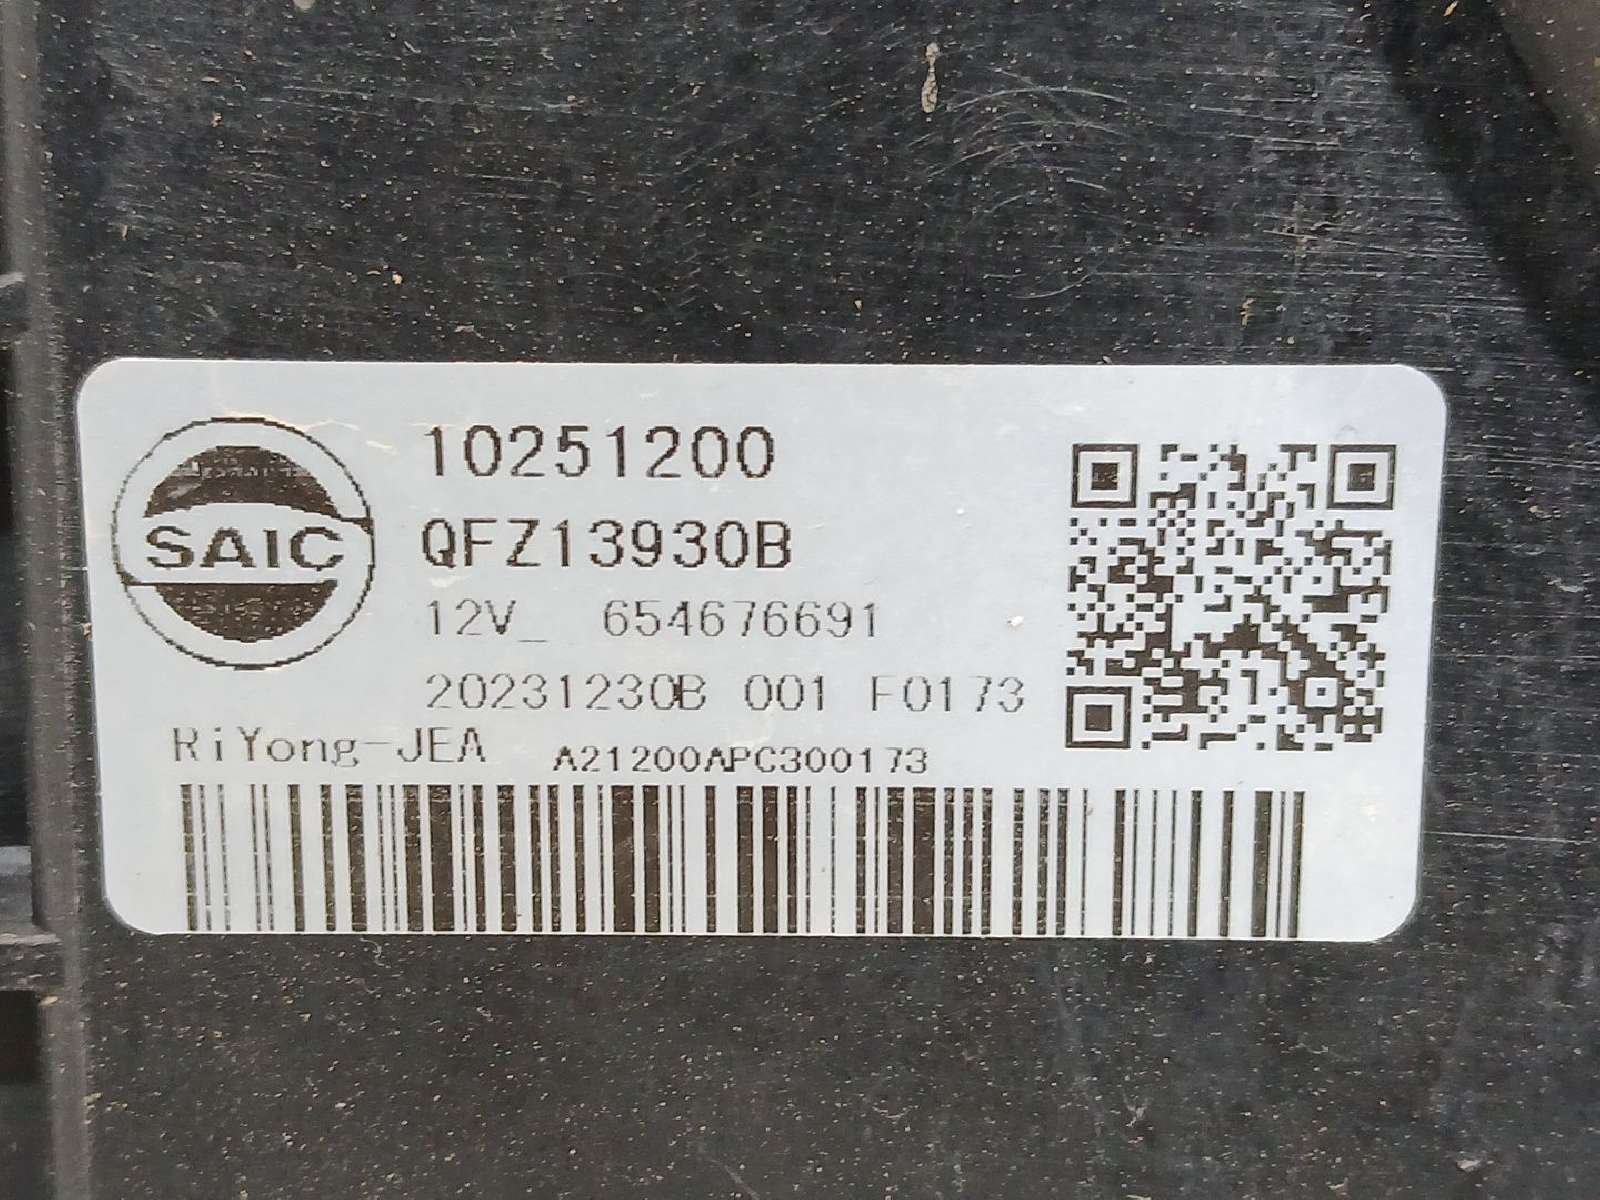 SAIC
10251200
QFZ13930B
12V_ 654676691
20231230B 001 F0173
RiYong-JEA A21200APC300173